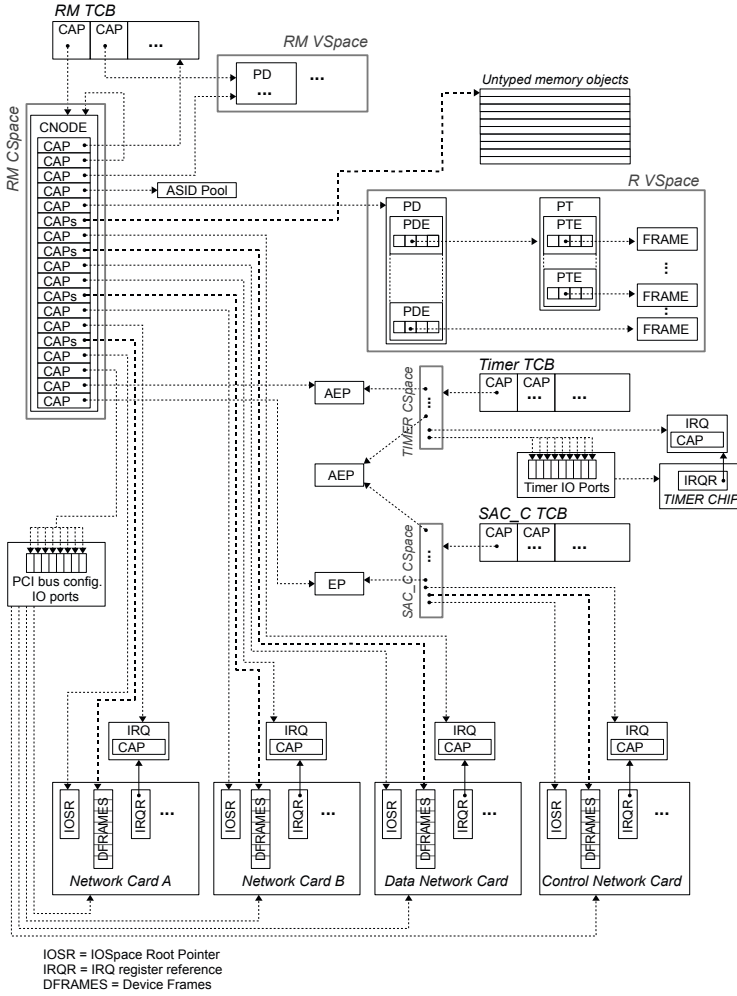 RM TCB
CAP CAP ...
RM VSpace
PD
...
...
Untyped memory objects
RM CSpace
CNODE
CAP
CAP
CAP
CAP
CAP
CAPs
CAP
CAPs
CAP
CAP
CAPs
CAP
CAP
CAPs
CAP
CAP
CAP
CAP
ASID Pool
R VSpace
PD PT
PDE PTE
FRAME
...
PTE
FRAME
...
PDE
FRAME
AEP
TIMER CSpace
...
Timer TCB
CAP CAP
... ...
IRQ
CAP
AEP
Timer IO Ports
IRQR
TIMER CHIP
SAC_C TCB
CAP CAP
... ...
SAC_C CSpace
...
EP
PCI bus config.
IO ports
IRQ
CAP
IRQ
CAP
IRQ
CAP
IRQ
CAP
IOSR
DFRAMES
IRQR
...
Network Card A
IOSR
DFRAMES
IRQR
...
Network Card B
IOSR
DFRAMES
IRQR
...
Data Network Card
IOSR
DFRAMES
IRQR
...
Control Network Card
IOSR = IOSpace Root Pointer
IRQR = IRQ register reference
DFRAMES = Device Frames